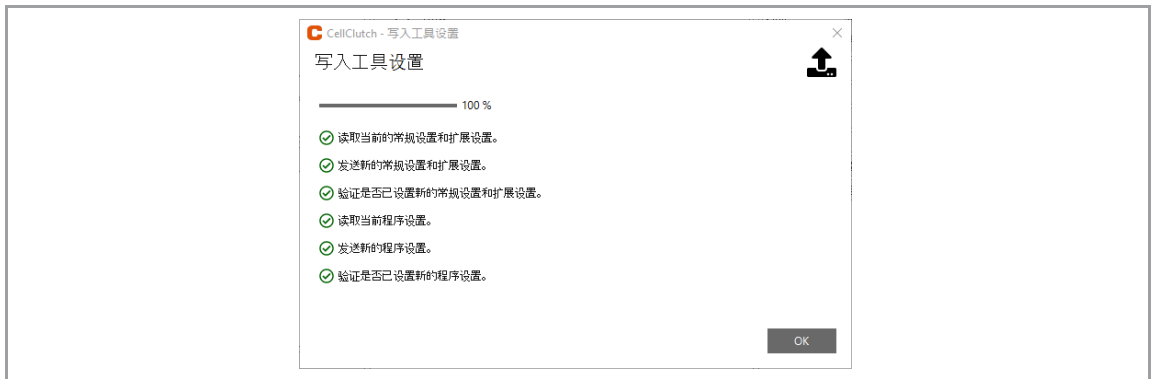 CellClutch - 写入工具设置
写入工具设置
100 %
读取当前的常规设置和扩展设置。
发送新的常规设置和扩展设置。
验证是否已设置新的常规设置和扩展设置。
读取当前程序设置。
发送新的程序设置。
验证是否已设置新的程序设置。
OK